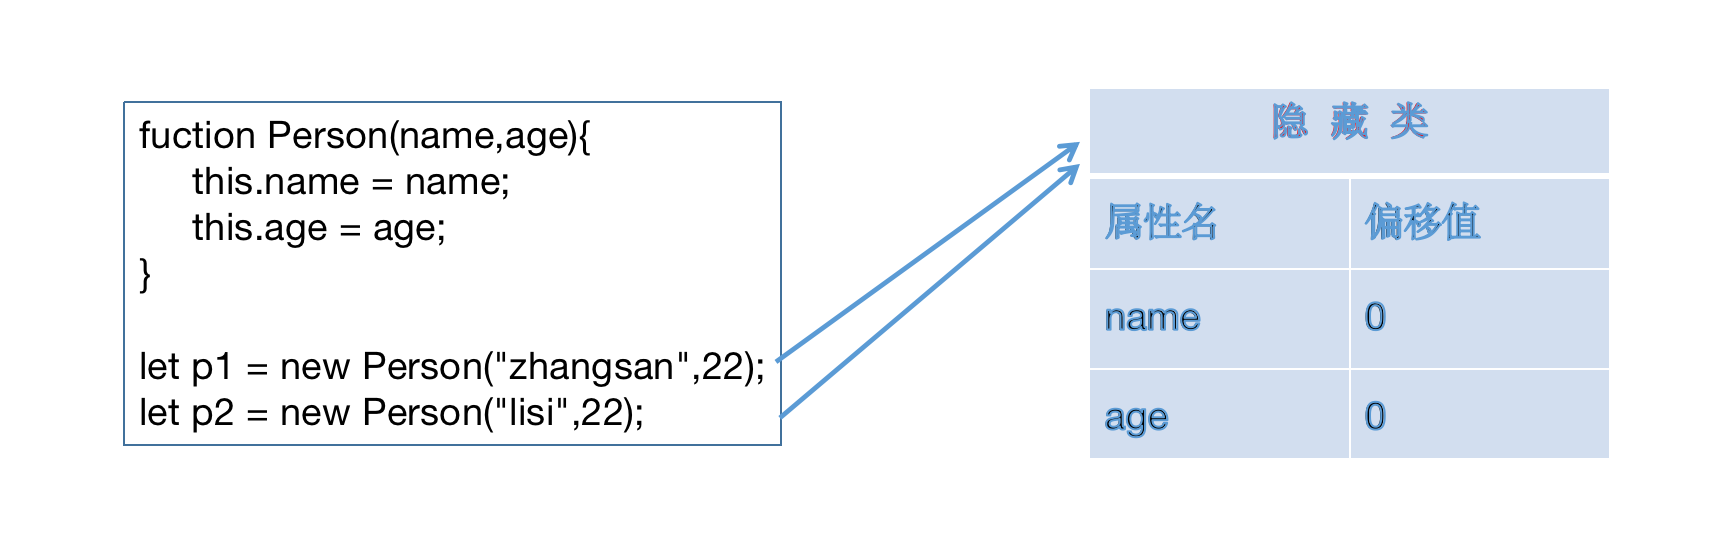 fuction Person(name,age){
this.name = name;
this.age = age;
}
let p1 = new Person("zhangsan",22);
let p2 = new Person("lisi",22);
隐 藏 类
属性名 偏移值
name 0
age 0